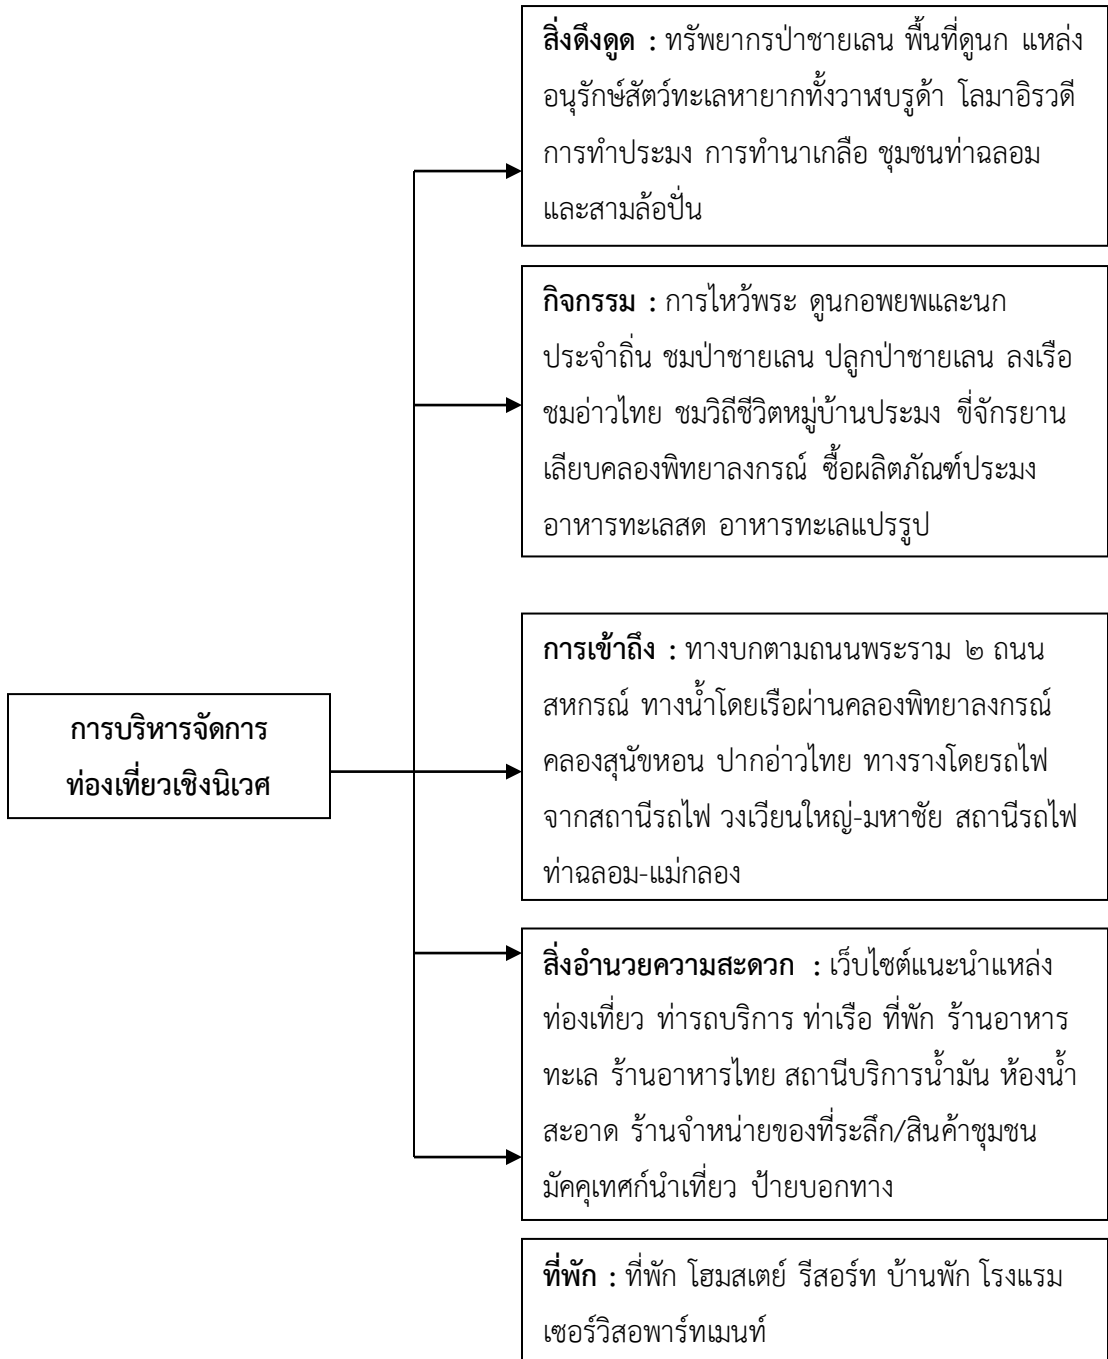 สิ่งดึงดูด : ทรัพยากรป่าชายเลน พื้นที่ดูนก แหล่ง
อนุรักษ์สัตว์ทะเลหายากทั้งวาฬบรูด้า โลมาอิรวดี
การทำประมง การทำนาเกลือ ชุมชนท่าฉลอม
และสามล้อปั่น
กิจกรรม : การไหว้พระ ดูนกอพยพและนก
ประจำถิ่น ชมป่าชายเลน ปลูกป่าชายเลน ลงเรือ
ชมอ่าวไทย ชมวิถีชีวิตหมู่บ้านประมง ขี่จักรยาน
เลียบคลองพิทยาลงกรณ์ ซื้อผลิตภัณฑ์ประมง
อาหารทะเลสด อาหารทะเลแปรรูป
การบริหารจัดการ
ท่องเที่ยวเชิงนิเวศ
การเข้าถึง : ทางบกตามถนนพระราม ๒ ถนน
สหกรณ์ ทางน้ำโดยเรือผ่านคลองพิทยาลงกรณ์
คลองสุนัขหอน ปากอ่าวไทย ทางรางโดยรถไฟ
จากสถานีรถไฟ วงเวียนใหญ่-มหาชัย สถานีรถไฟ
ท่าฉลอม-แม่กลอง
สิ่งอำนวยความสะดวก : เว็บไซต์แนะนำแหล่ง
ท่องเที่ยว ท่ารถบริการ ท่าเรือ ที่พัก ร้านอาหาร
ทะเล ร้านอาหารไทย สถานีบริการน้ำมัน ห้องน้ำ
สะอาด ร้านจำหน่ายของที่ระลึก/สินค้าชุมชน
มัคคุเทศก์นำเที่ยว ป้ายบอกทาง
ที่พัก : ที่พัก โฮมสเตย์ รีสอร์ท บ้านพัก โรงแรม
เซอร์วิสอพาร์ทเมนท์